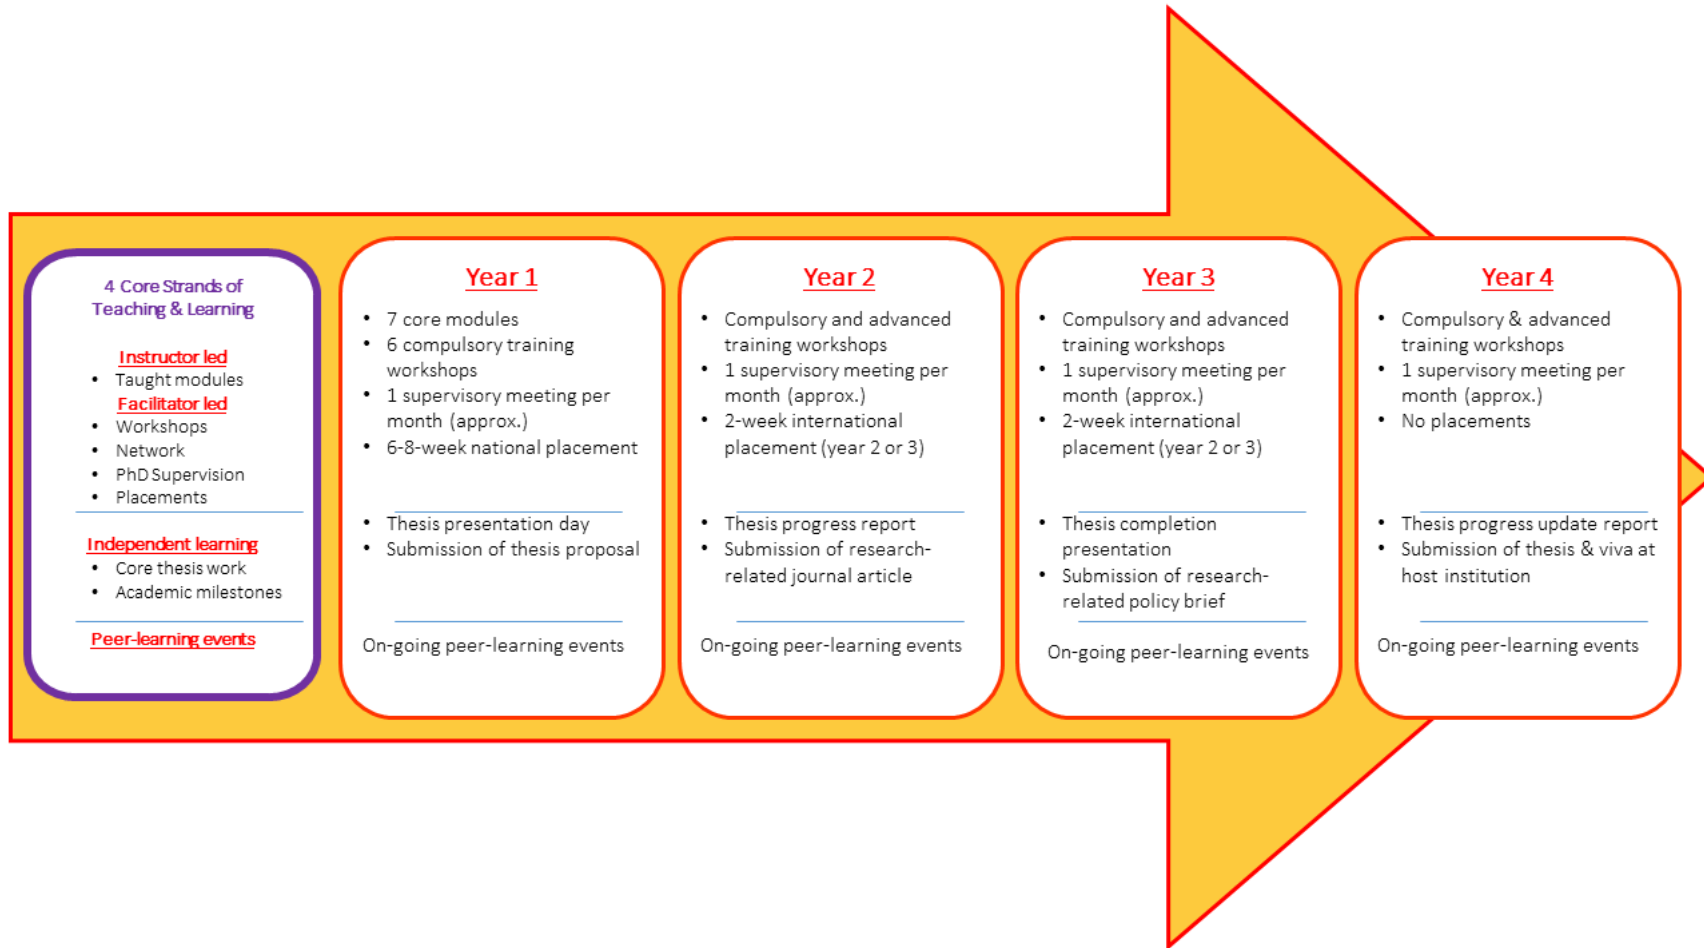 4 Core Strands of
Teaching & Learning
Instructor led
• Taught modules
Facilitator led
• Workshops
• Network
• PhD Supervision
• Placements
Independent learning
• Core thesis work
• Academic milestones
Peer-learning events
Year 1
• 7 core modules
• 6 compulsory training
workshops
• 1 supervisory meeting per
month (approx.)
• 6-8-week national placement
• Thesis presentation day
• Submission of thesis proposal
On-going peer-learning events
Year 2
• Compulsory and advanced
training workshops
• 1 supervisory meeting per
month (approx.)
• 2-week international
placement (year 2 or 3)
• Thesis progress report
• Submission of research-
related journal article
On-going peer-learning events
Year 3
• Compulsory and advanced
training workshops
• 1 supervisory meeting per
month (approx.)
• 2-week international
placement (year 2 or 3)
• Thesis completion
presentation
• Submission of research-
related policy brief
On-going peer-learning events
Year 4
• Compulsory & advanced
training workshops
• 1 supervisory meeting per
month (approx.)
• No placements
• Thesis progress update report
• Submission of thesis & viva at
host institution
On-going peer-learning events